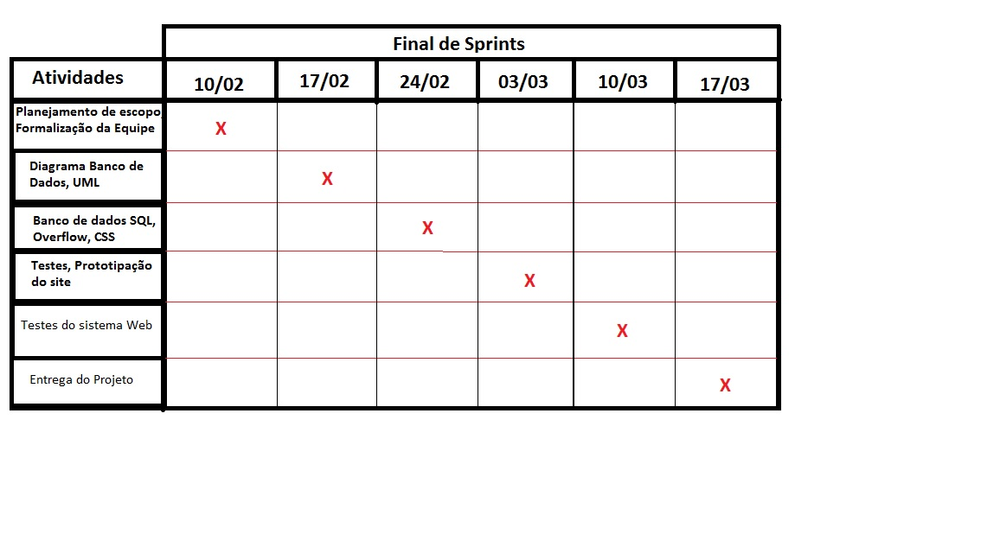 Final de Sprints
Atividades 10/02 17/02 24/02 03/03 10/03 17/03
Planejamento de escopo,
Formalização da Equipe X
Diagrama Banco de
Dados, UML X
Banco de dados SQL,
Overflow, CSS X
Testes, Prototipação
do site X
Testes do sistema Web X
Entrega do Projeto X